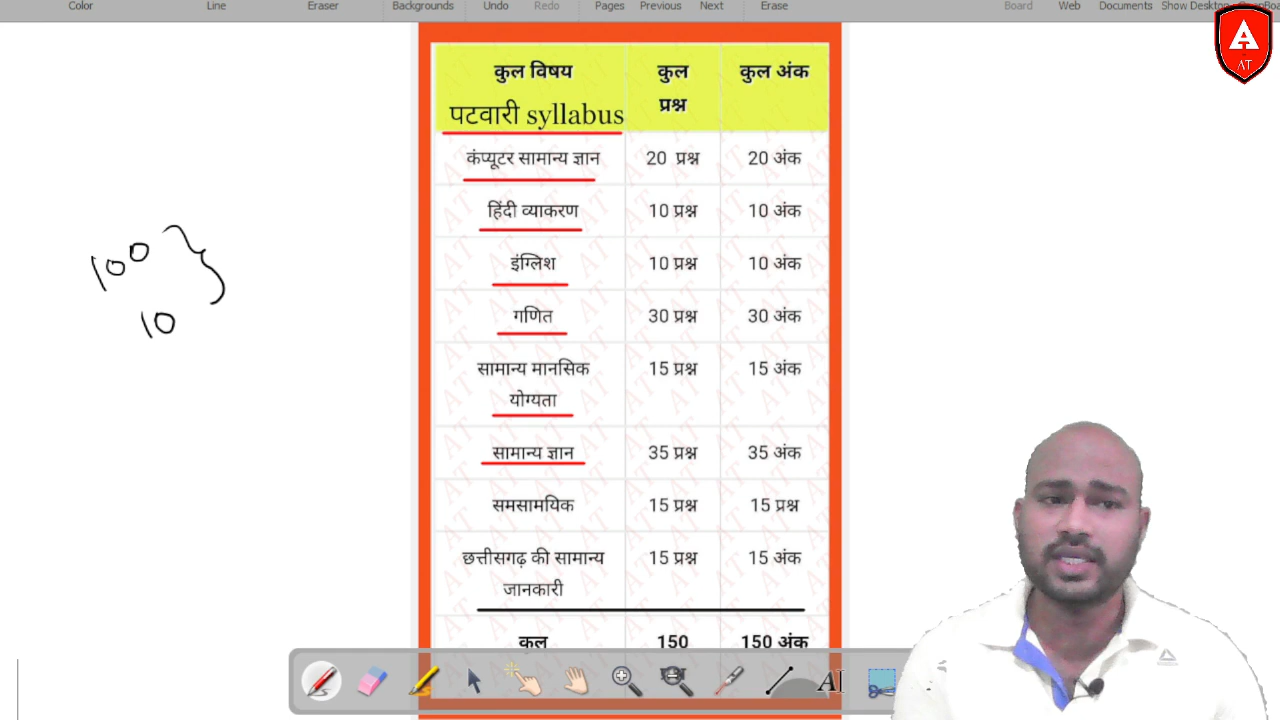 Color Line Eraser Backgrounds Undo Redo Pages Previous Next Erase Board Web Documents Show Desktop
AT
कुल विषय कुल प्रश्न कुल अंक
पटवारी syllabus
कंप्यूटर सामान्य ज्ञान 20 प्रश्न 20 अंक
हिंदी व्याकरण 10 प्रश्न 10 अंक
इंग्लिश 10 प्रश्न 10 अंक
गणित 30 प्रश्न 30 अंक
सामान्य मानसिक योग्यता 15 प्रश्न 15 अंक
सामान्य ज्ञान 35 प्रश्न 35 अंक
समसामयिक 15 प्रश्न 15 प्रश्न
छत्तीसगढ़ की सामान्य जानकारी 15 प्रश्न 15 अंक
कुल 150 150 अंक
100
10
AI